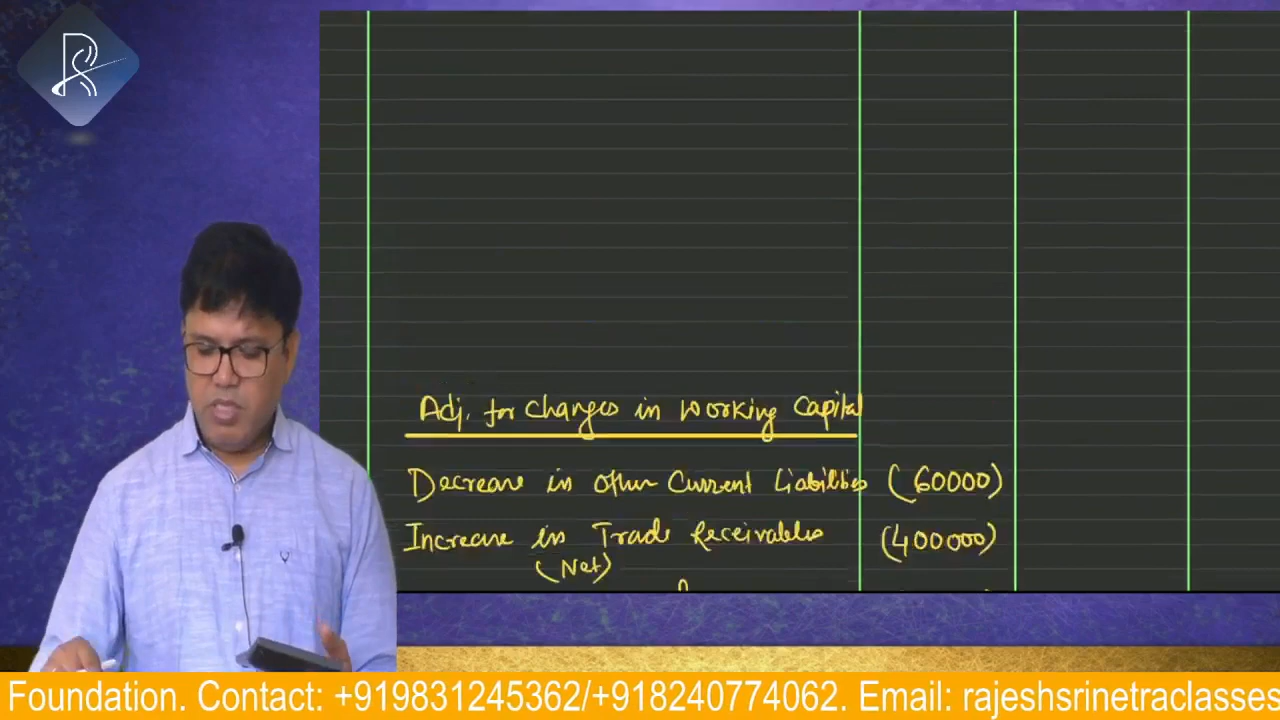 RS
Adj. for Changes in Working Capital
Decrease in other Current Liabilities (60000)
Increase in Trade Receivables (400000)
(Net)
Foundation. Contact: +919831245362/+918240774062. Email: rajeshsrinetraclasses